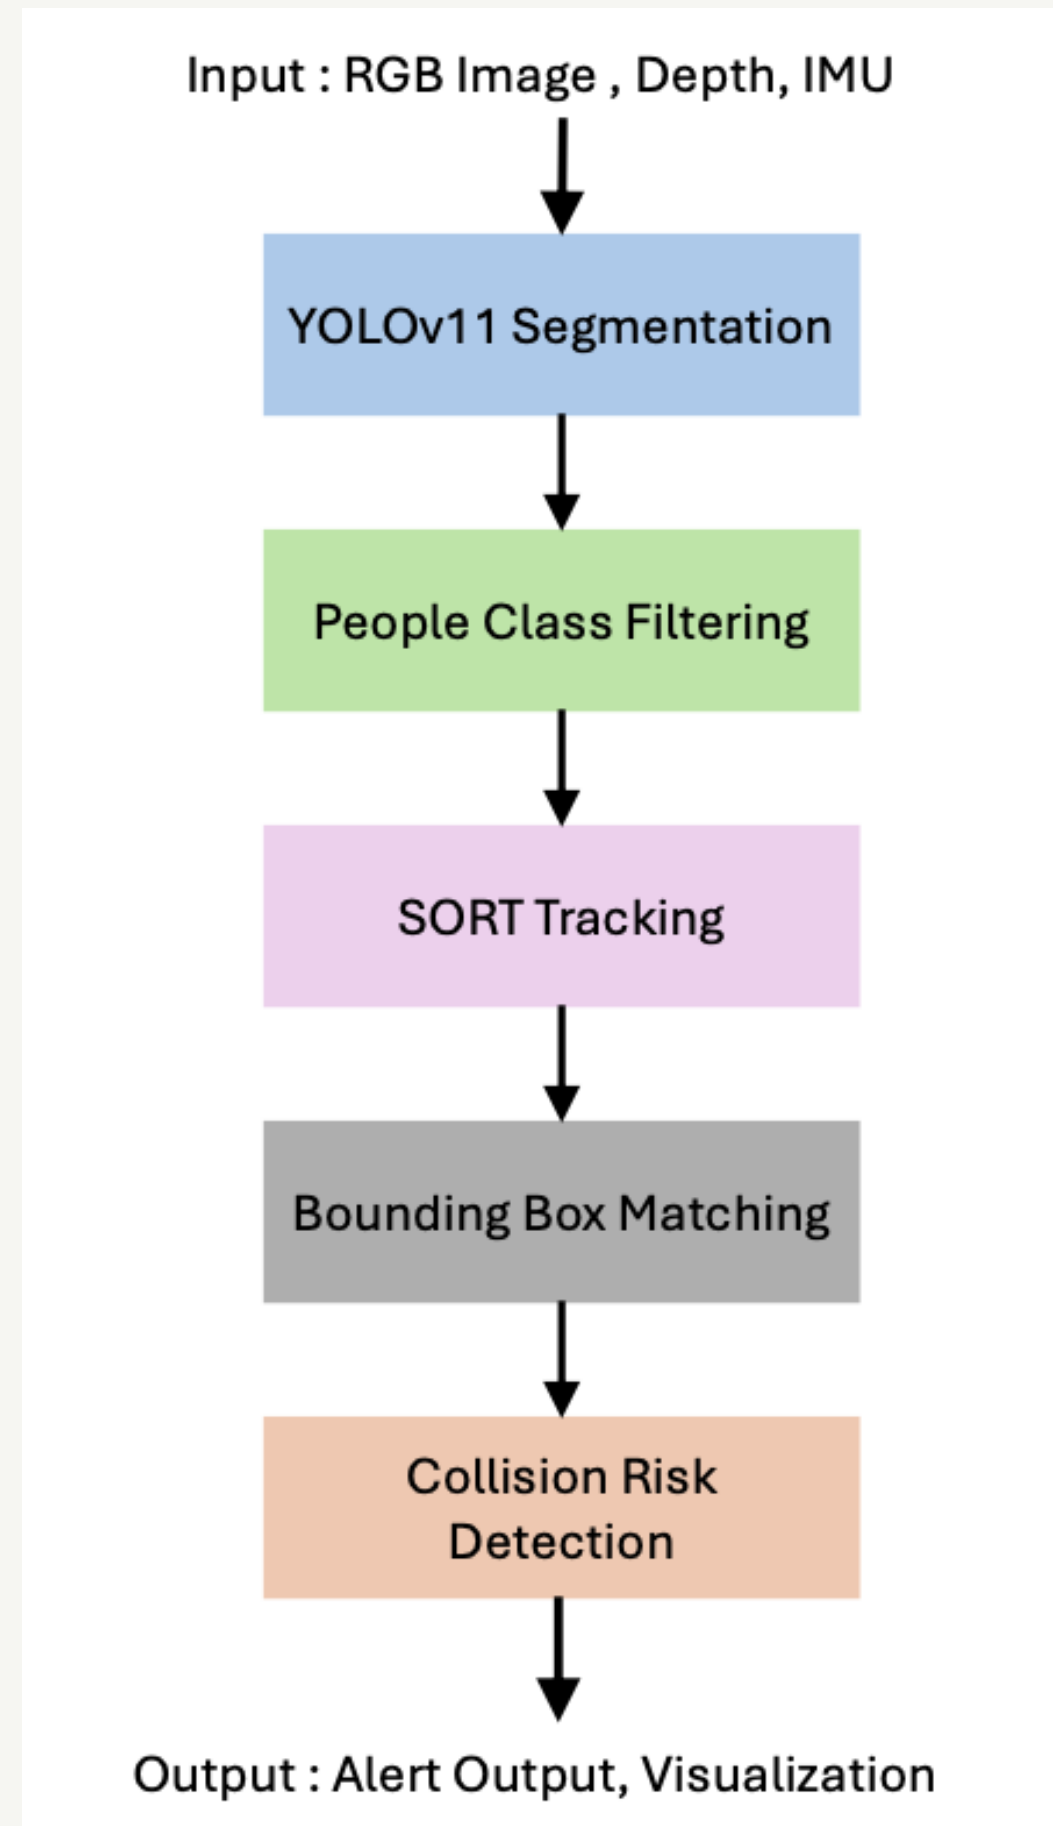 Input : RGB Image , Depth, IMU
YOLOv11 Segmentation
People Class Filtering
SORT Tracking
Bounding Box Matching
Collision Risk
Detection
Output : Alert Output, Visualization